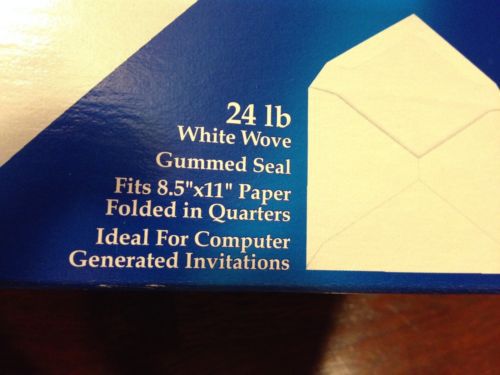 24 lb
White Wove
Gummed Seal
Fits 8.5"x11" Paper
Folded in Quarters
Ideal For Computer
Generated Invitations